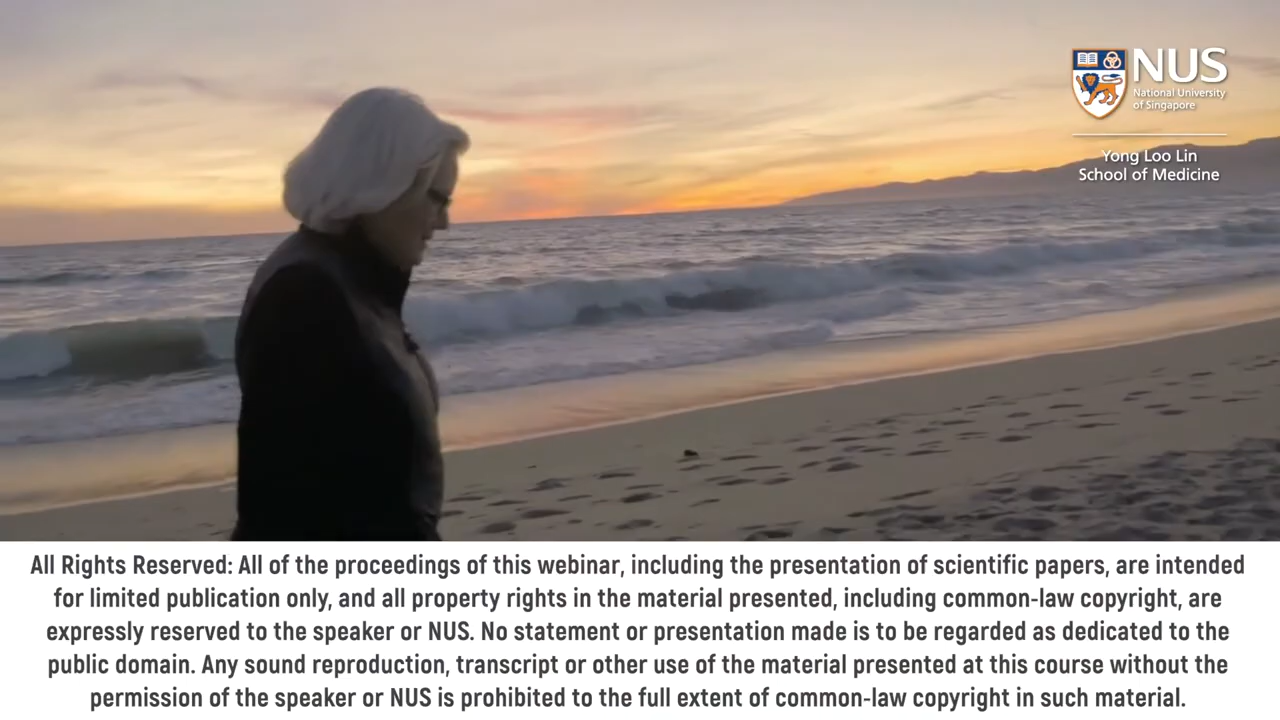 NUS
National University
of Singapore
Yong Loo Lin
School of Medicine
All Rights Reserved: All of the proceedings of this webinar, including the presentation of scientific papers, are intended
for limited publication only, and all property rights in the material presented, including common-law copyright, are
expressly reserved to the speaker or NUS. No statement or presentation made is to be regarded as dedicated to the
public domain. Any sound reproduction, transcript or other use of the material presented at this course without the
permission of the speaker or NUS is prohibited to the full extent of common-law copyright in such material.